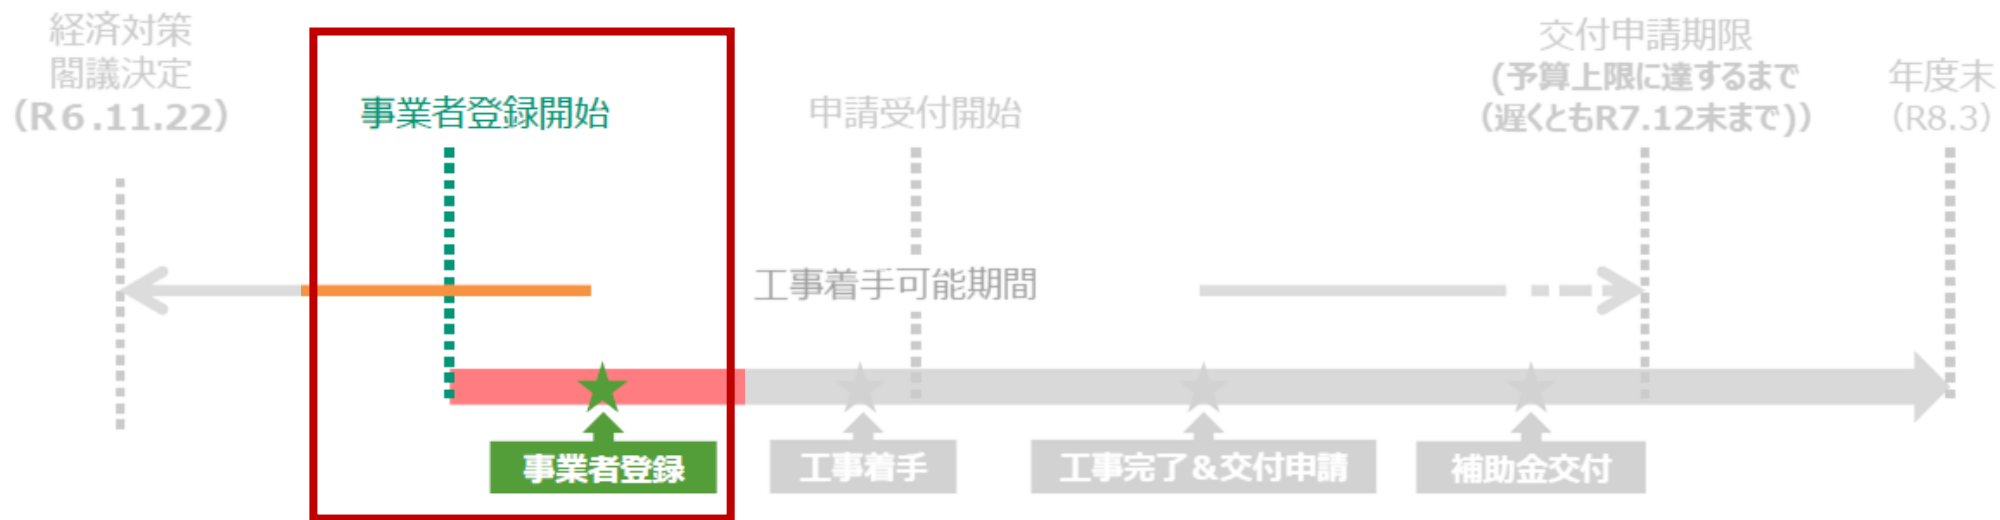 経済対策
閣議決定
（R６.11.22）
事業者登録開始
申請受付開始
交付申請期限
(予算上限に達するまで
（遅くともR7.12末まで)）
年度末
（R8.3）
工事着手可能期間
事業者登録
工事着手
工事完了＆交付申請
補助金交付